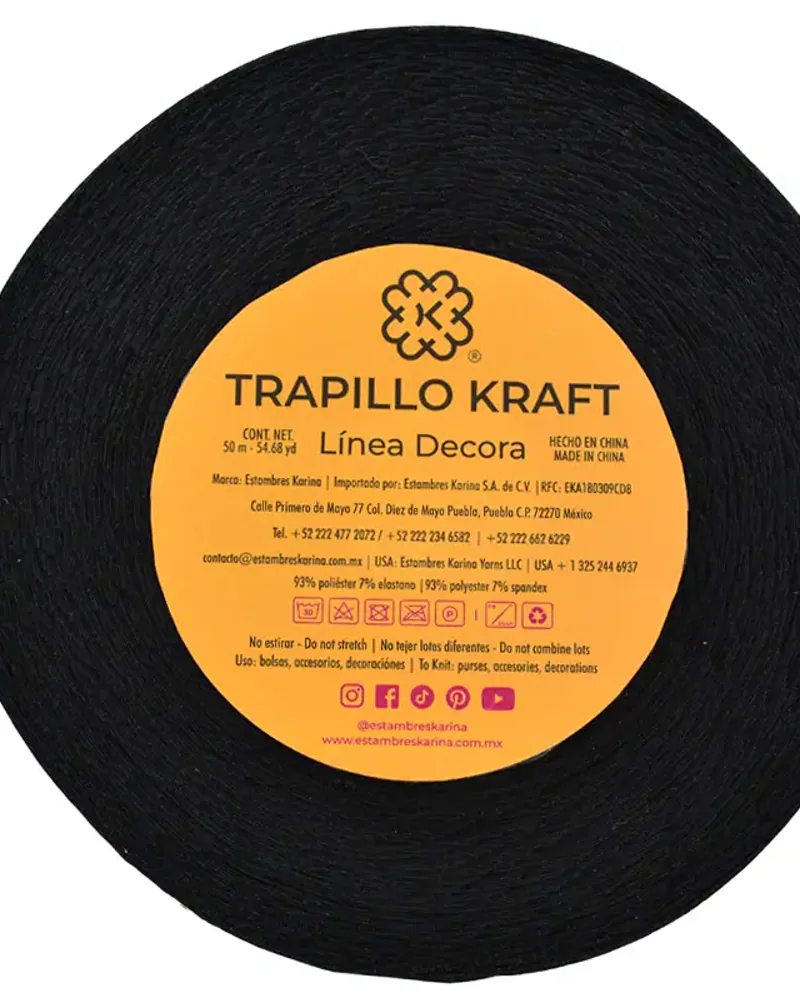 K
®
TRAPILLO KRAFT
CONT. NET.
50 m - 54.68 yd
Línea Decora
HECHO EN CHINA
MADE IN CHINA
Marca: Estambres Karina | Importado por: Estambres Karina S.A. de C.V. | RFC: EKA180309CD8
Calle Primero de Mayo 77 Col. Diez de Mayo Puebla, Puebla C.P. 72270 México
Tel. +52 222 477 2072 / +52 222 234 6582 | +52 222 662 6229
contacto@estambreskarina.com.mx | USA: Estambres Karina Yarns LLC | USA + 1 325 244 6937
93% poliéster 7% elastano | 93% polyester 7% spandex
30 P
No estirar - Do not stretch | No tejer lotes diferentes - Do not combine lots
Uso: bolsas, accesorios, decoraciónes | To Knit: purses, accesories, decorations
@estambreskarina
www.estambreskarina.com.mx